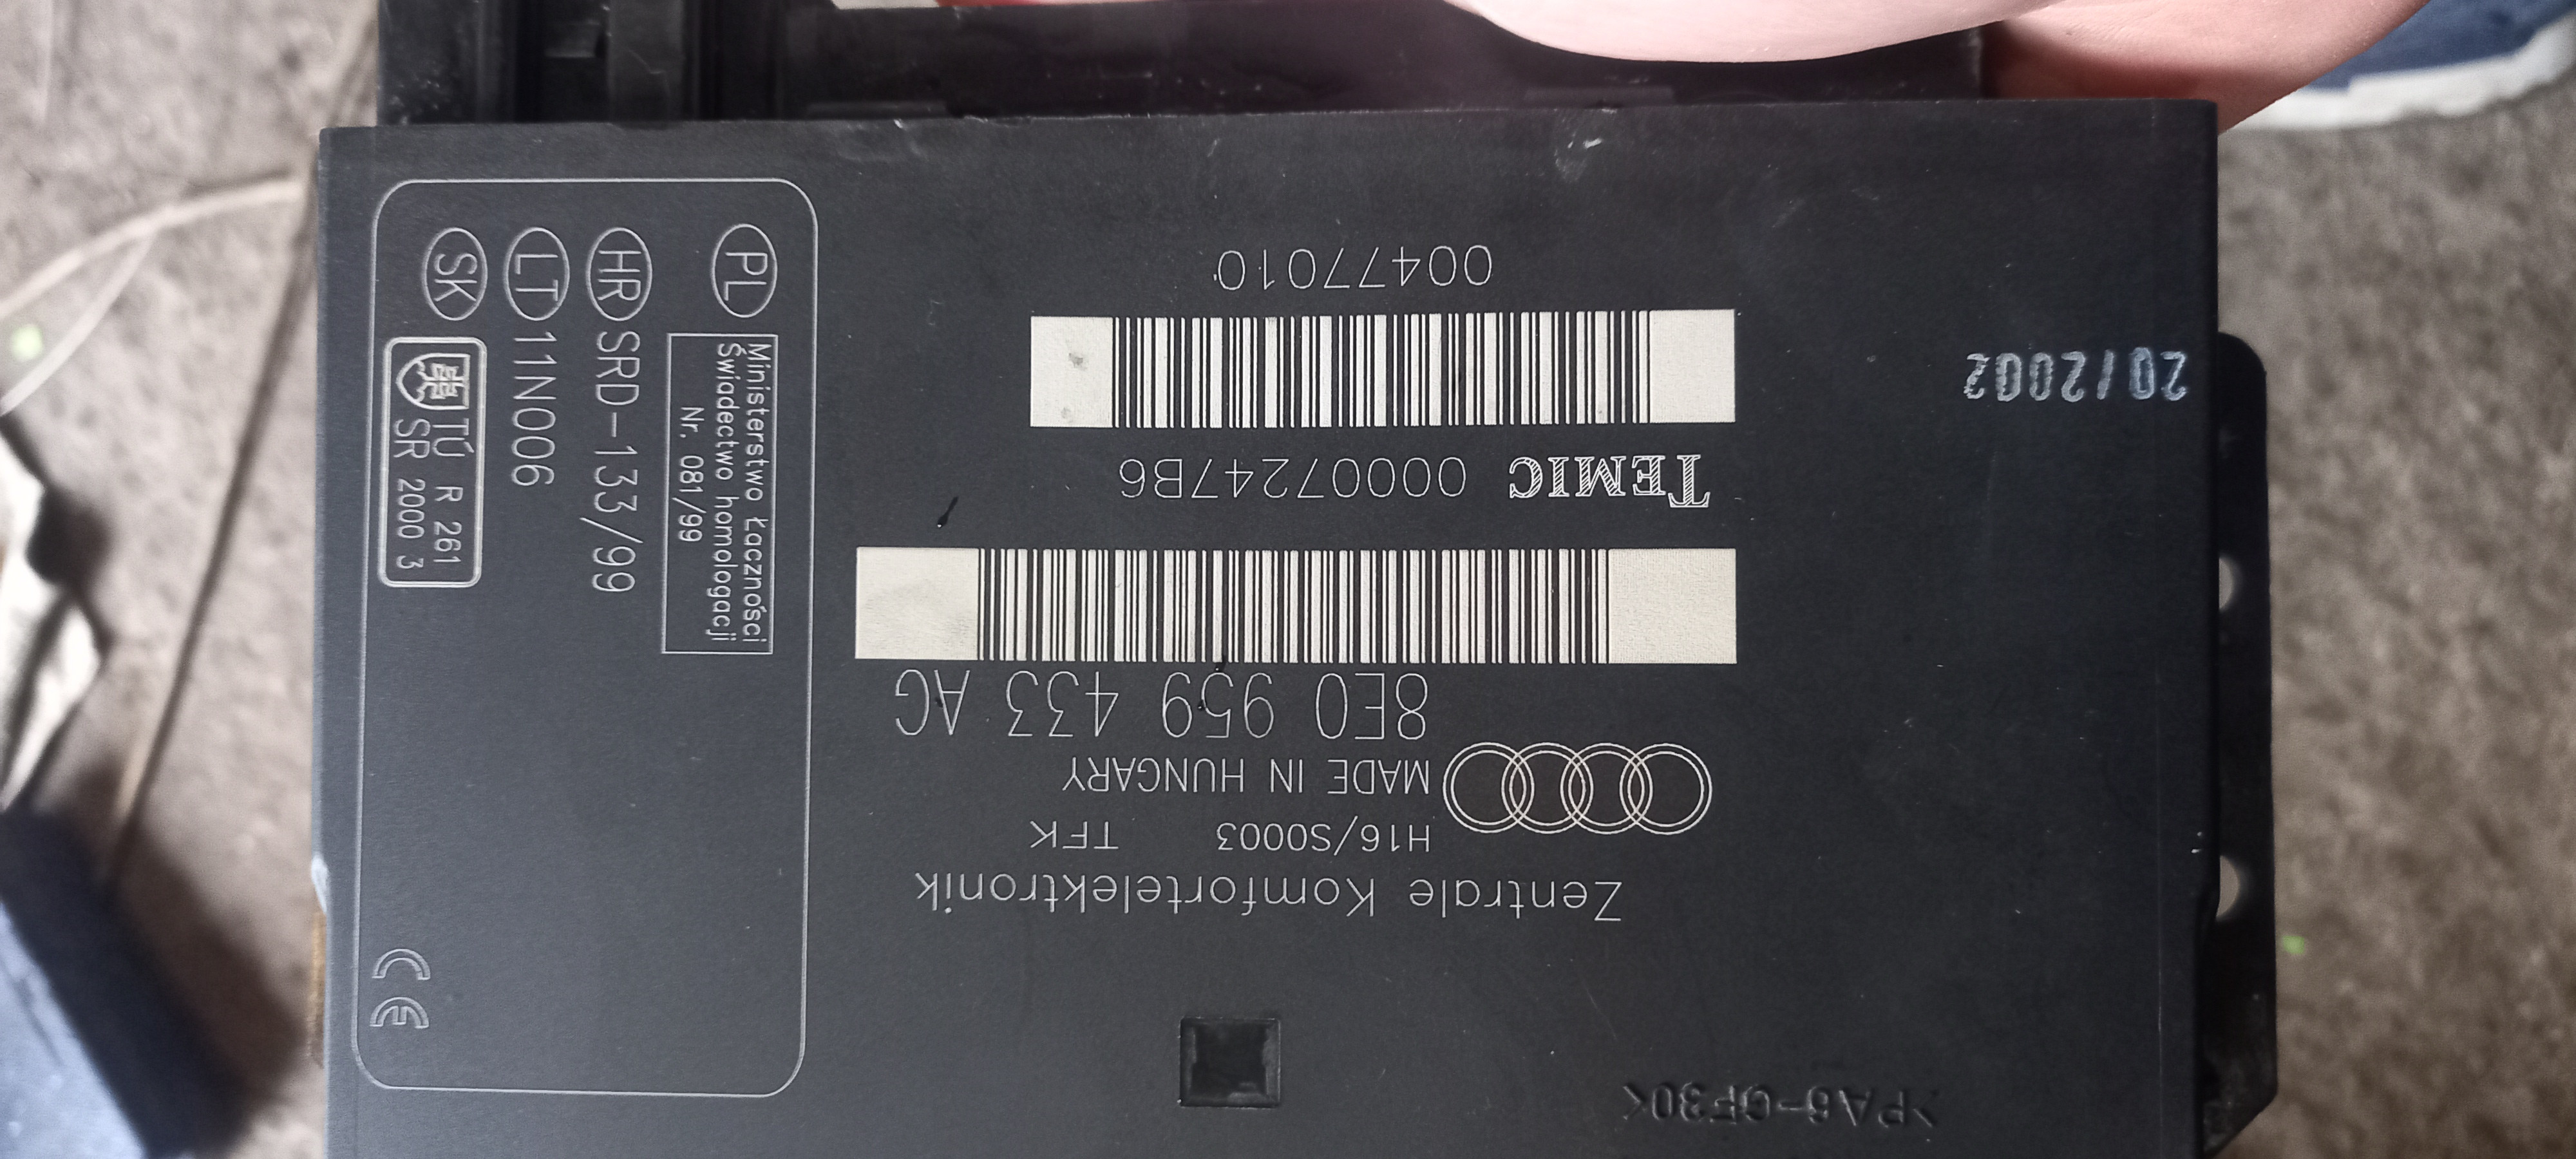 >PA6-GF30<
Zentrale Komfortelektronik
H16/S0003 TFK
MADE IN HUNGARY
8E0 959 433 AG
TEMIC 00007247B6
00477010
20/2002
PL
Ministerstwo Łączności
Świadectwo homologacji
Nr. 081/99
HR SRD-133/99
LT 11N006
SK
TÚ R 261
SR 2000 3
CE